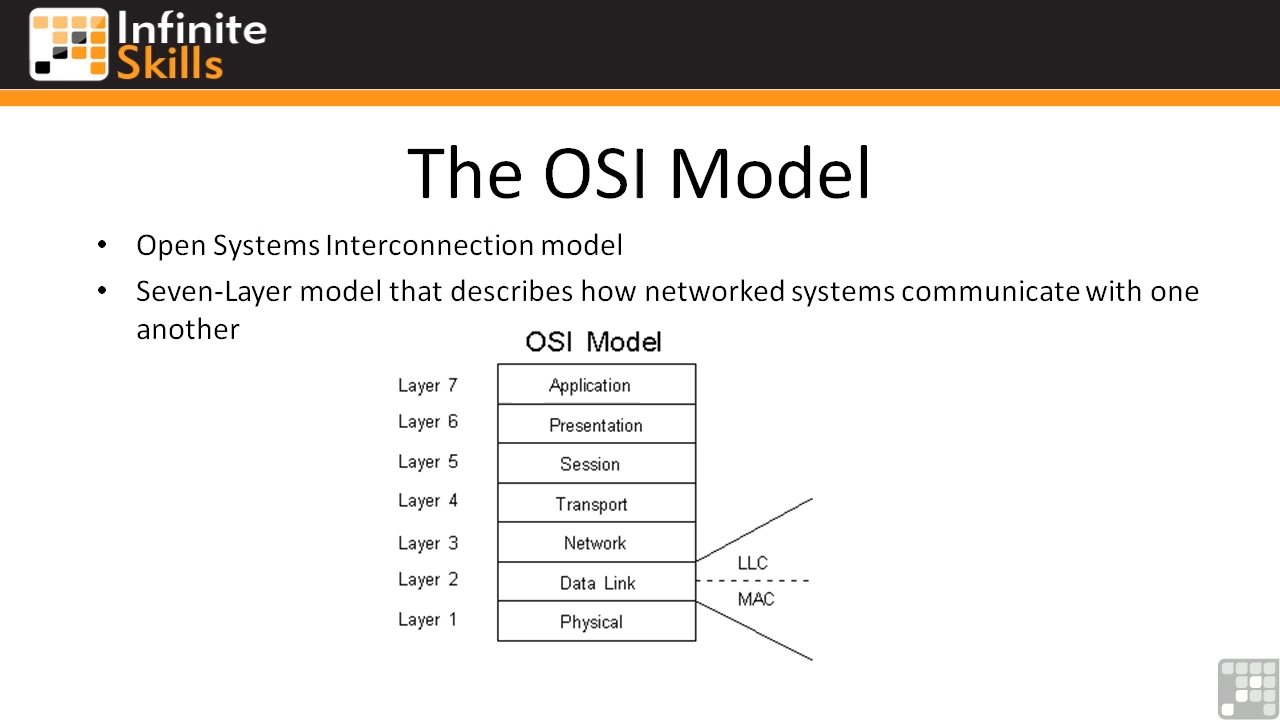 Infinite
Skills
The OSI Model
• Open Systems Interconnection model
• Seven-Layer model that describes how networked systems communicate with one
another
OSI Model
Layer 7 Application
Layer 6 Presentation
Layer 5 Session
Layer 4 Transport
Layer 3 Network
LLC
Layer 2 Data Link
MAC
Layer 1 Physical